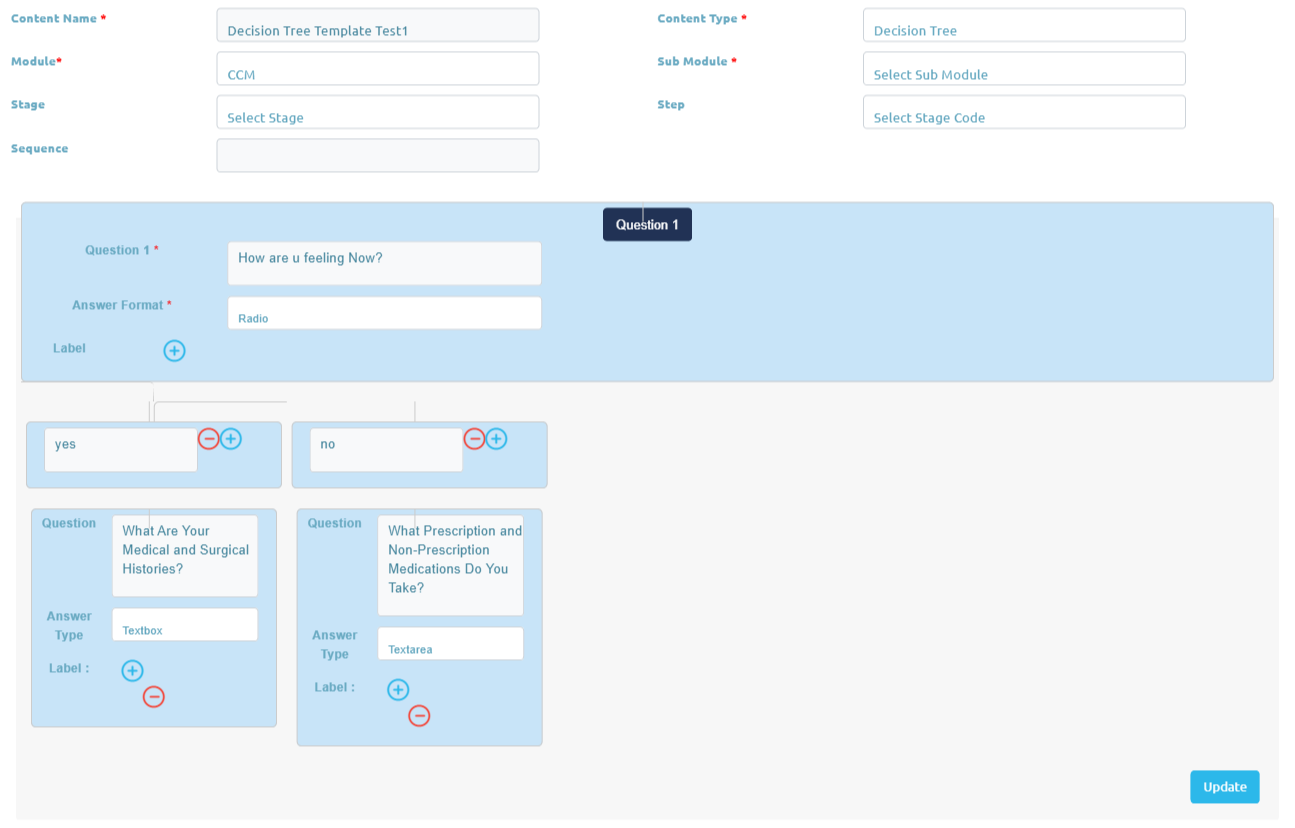 Content Name *
Decision Tree Template Test1
Content Type *
Decision Tree
Module*
CCM
Sub Module *
Select Sub Module
Stage
Select Stage
Step
Select Stage Code
Sequence
Question 1
Question 1 *
How are u feeling Now?
Answer Format *
Radio
Label
yes
no
Question
What Are Your
Medical and Surgical
Histories?
Answer
Type
Textbox
Label :
Question
What Prescription and
Non-Prescription
Medications Do You
Take?
Answer
Type
Textarea
Label :
Update